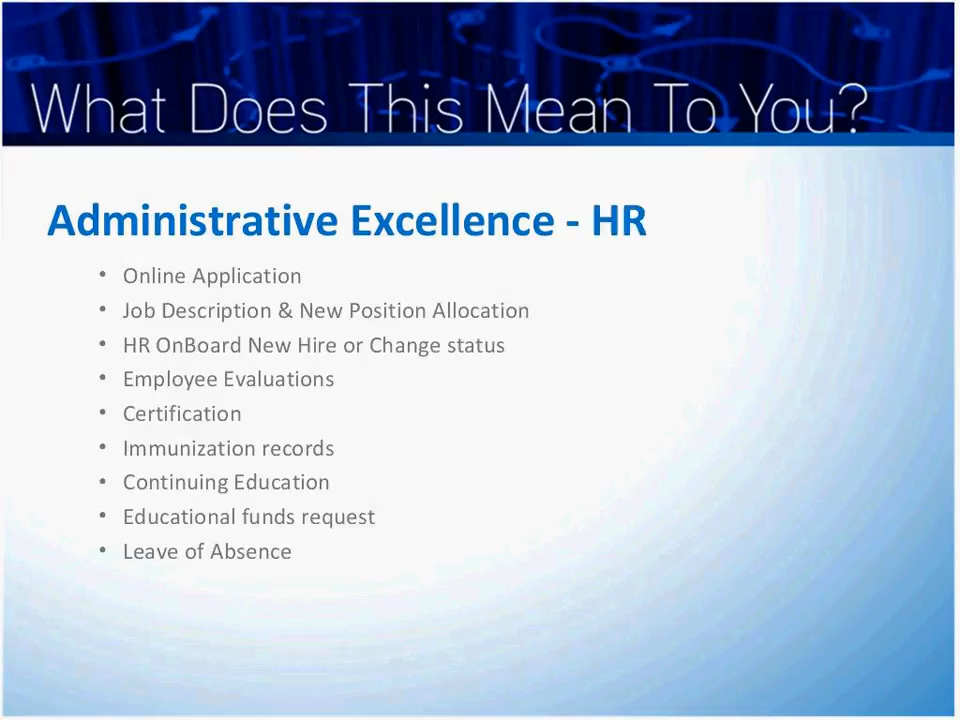 What Does This Mean To You?
Administrative Excellence - HR
• Online Application
• Job Description & New Position Allocation
• HR OnBoard New Hire or Change status
• Employee Evaluations
• Certification
• Immunization records
• Continuing Education
• Educational funds request
• Leave of Absence